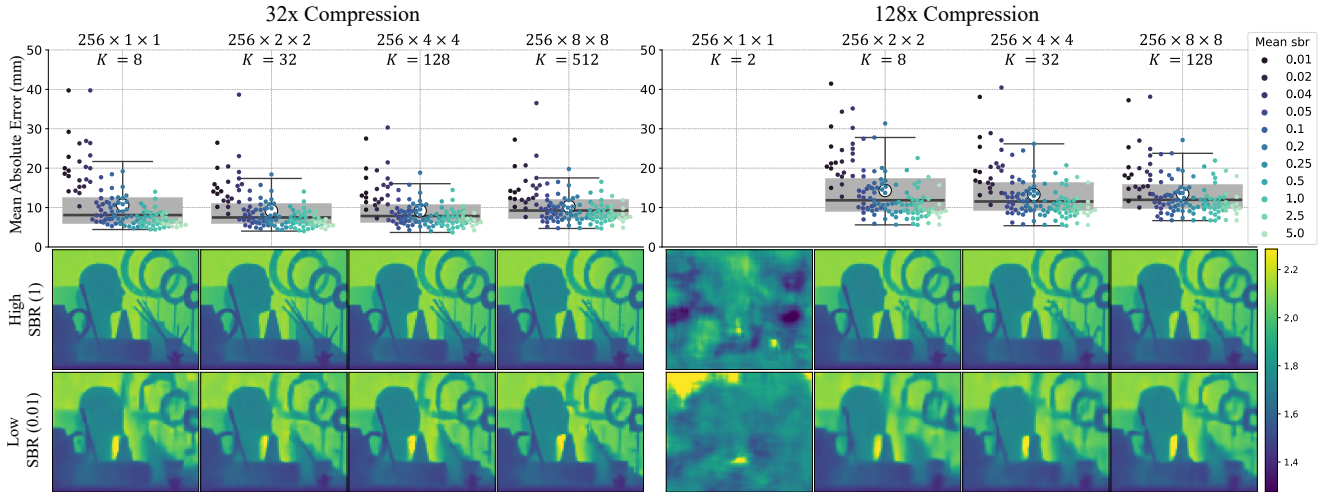 32x Compression
128x Compression
256 × 1 × 1
256 × 2 × 2
256 × 4 × 4
256 × 8 × 8
256 × 1 × 1
256 × 2 × 2
256 × 4 × 4
256 × 8 × 8
K = 8
K = 32
K = 128
K = 512
K = 2
K = 8
K = 32
K = 128
Mean Absolute Error (mm)
50
40
30
20
10
0
50
40
30
20
10
0
Mean sbr
0.01
0.02
0.04
0.05
0.1
0.2
0.25
0.5
1.0
2.5
5.0
High
SBR (1)
Low
SBR (0.01)
2.2
2.0
1.8
1.6
1.4